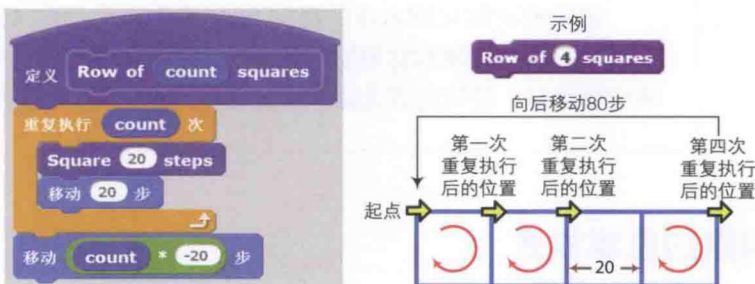 定义 Row of count squares
重复执行 count 次
Square 20 steps
移动 20 步
移动 count * -20 步
示例
Row of 4 squares
向后移动80步
第一次
重复执行
后的位置
第二次
重复执行
后的位置
第四次
重复执行
后的位置
起点
20